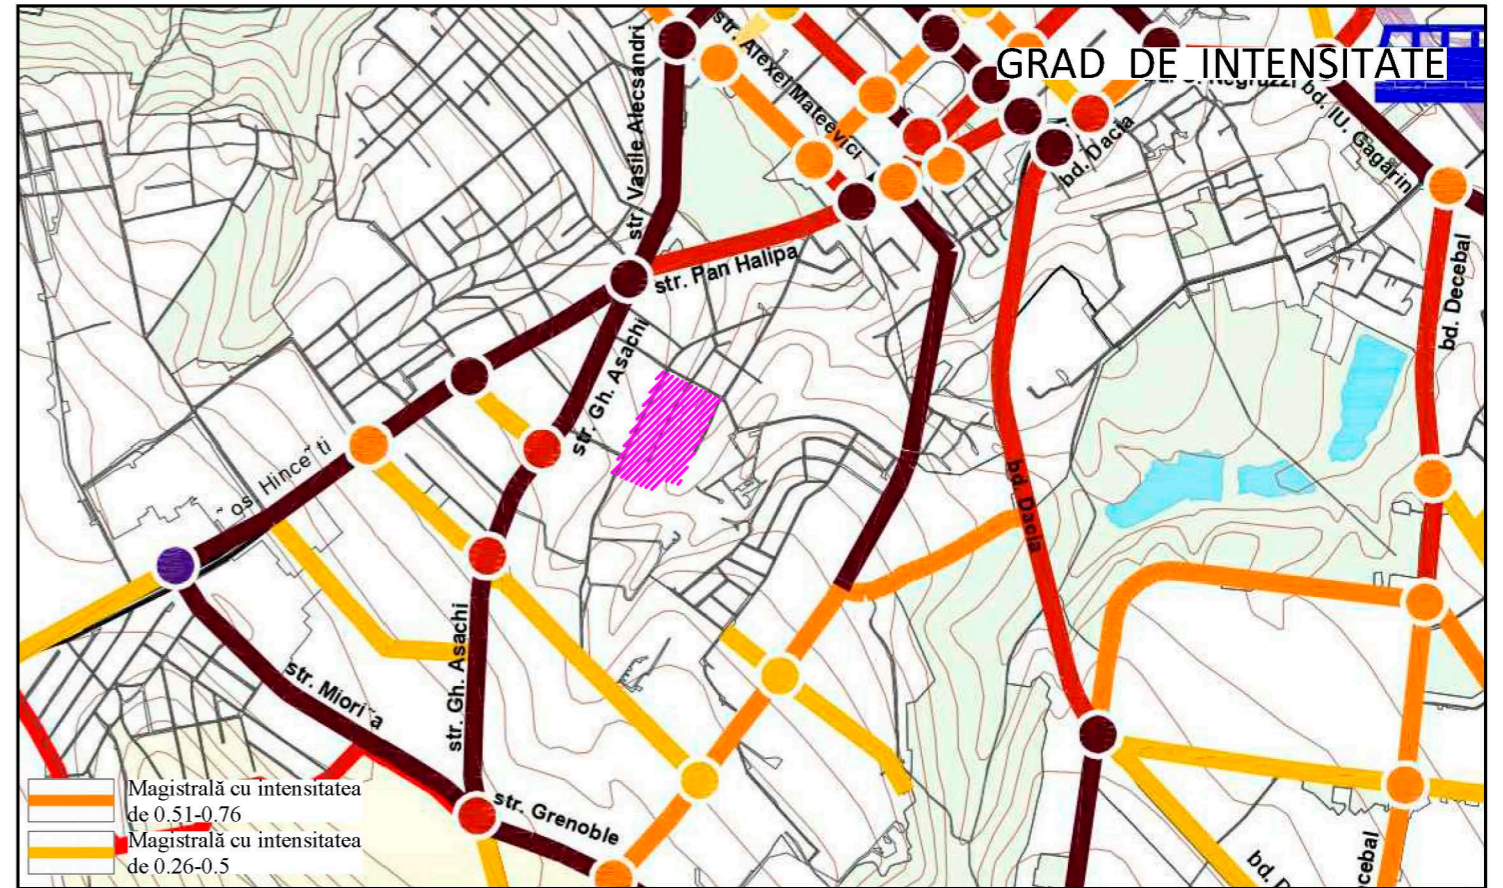 GRAD DE INTENSITATE
str. Vasile Alecsandri
str. Alexei Mateevici
Negruzzi
bd. IU. Gagarin
bd. Dacia
str. Pan Halipa
bd. Decebal
str. Gh. Asachi
os. Hince ti
bd. Dacia
str. Gh. Asachi
str. Miori a
str. Grenoble
Magistrală cu intensitatea
de 0.51-0.76
Magistrală cu intensitatea
de 0.26-0.5
bd. D
cebal